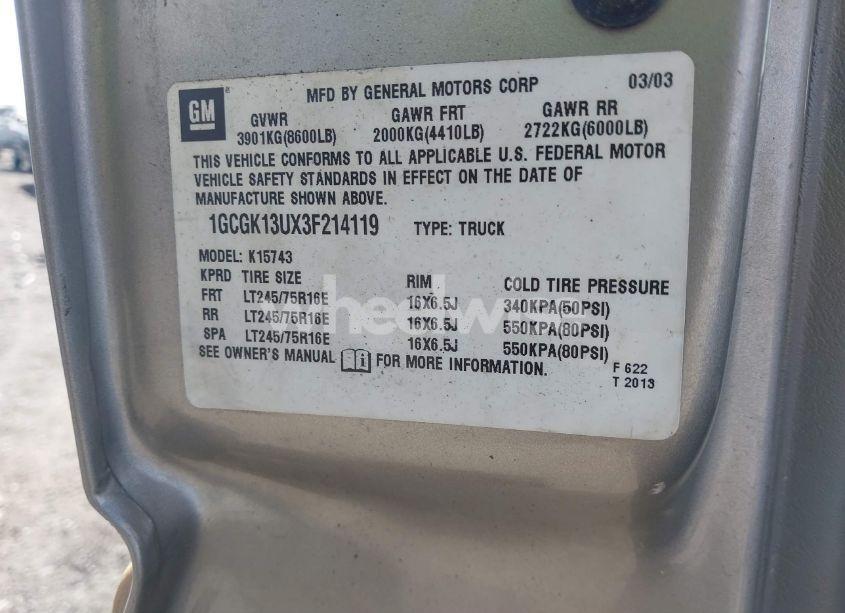 GM
MFD BY GENERAL MOTORS CORP 03/03
GVWR GAWR FRT GAWR RR
3901KG(8600LB) 2000KG(4410LB) 2722KG(6000LB)
THIS VEHICLE CONFORMS TO ALL APPLICABLE U.S. FEDERAL MOTOR
VEHICLE SAFETY STANDARDS IN EFFECT ON THE DATE OF
MANUFACTURE SHOWN ABOVE.
1GCGK13UX3F214119 TYPE: TRUCK
MODEL: K15743
KPRD TIRE SIZE RIM COLD TIRE PRESSURE
FRT LT245/75R16E 16X6.5J 340KPA(50PSI)
RR LT245/75R16E 16X6.5J 550KPA(80PSI)
SPA LT245/75R16E 16X6.5J 550KPA(80PSI)
SEE OWNER'S MANUAL FOR MORE INFORMATION.
F 622
T 2013
wheelwise